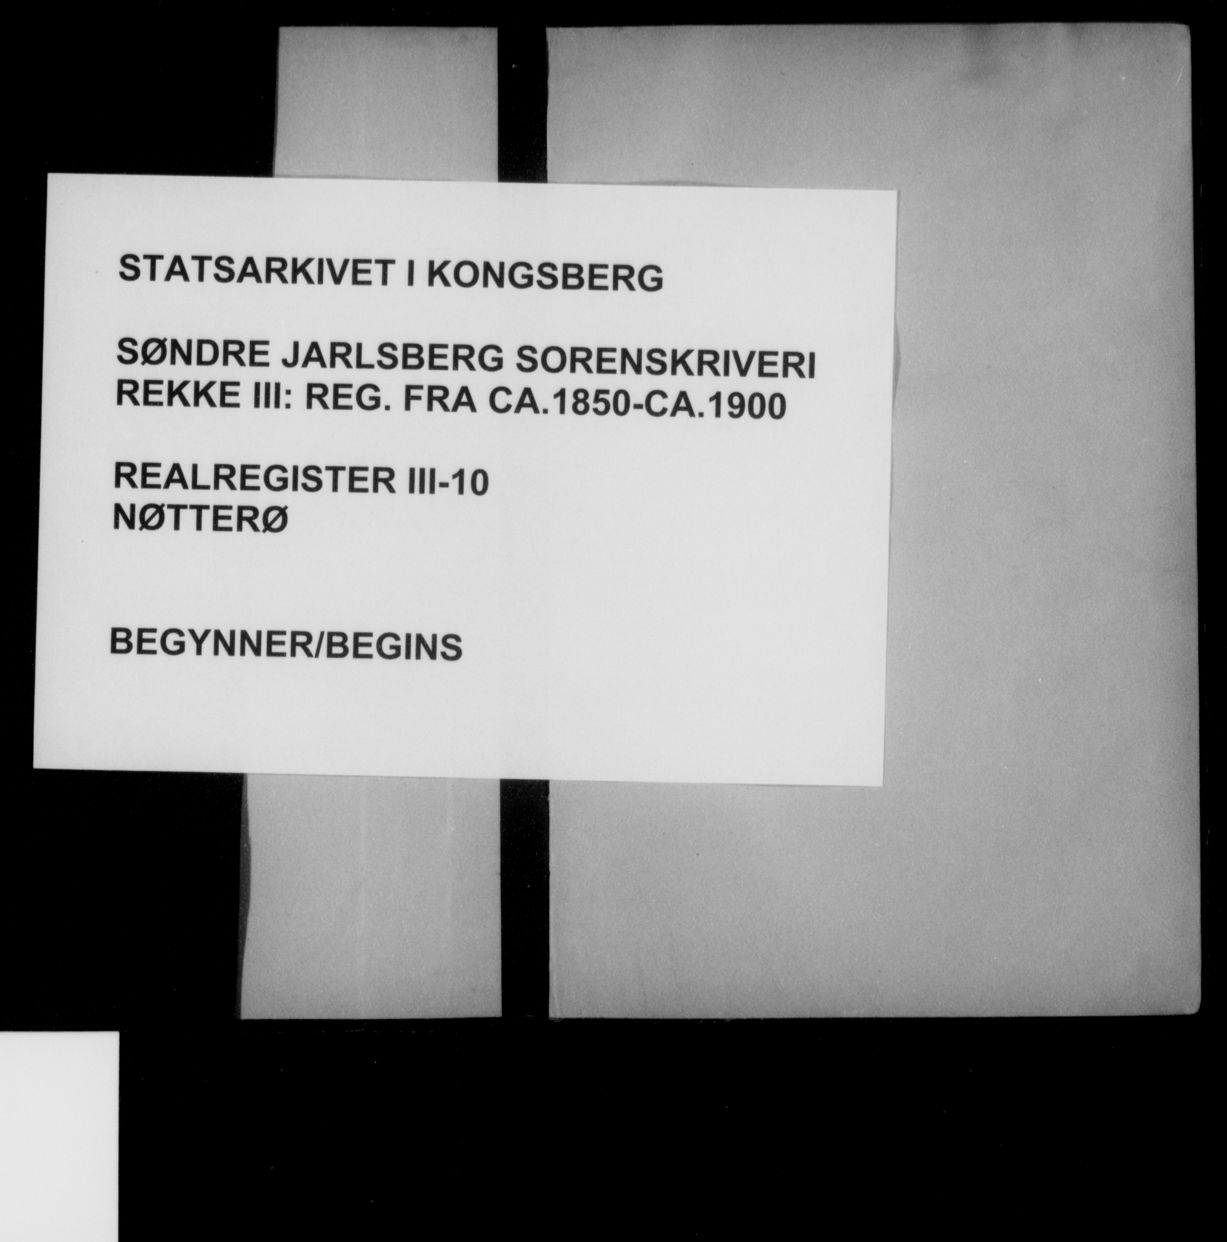 STATSARKIVET I KONGSBERG
SØNDRE JARLSBERG SORENSKRIVERI
REKKE III: REG. FRA CA.1850-CA.1900
REALREGISTER III-10
NØTTERØ
BEGYNNER/BEGINS